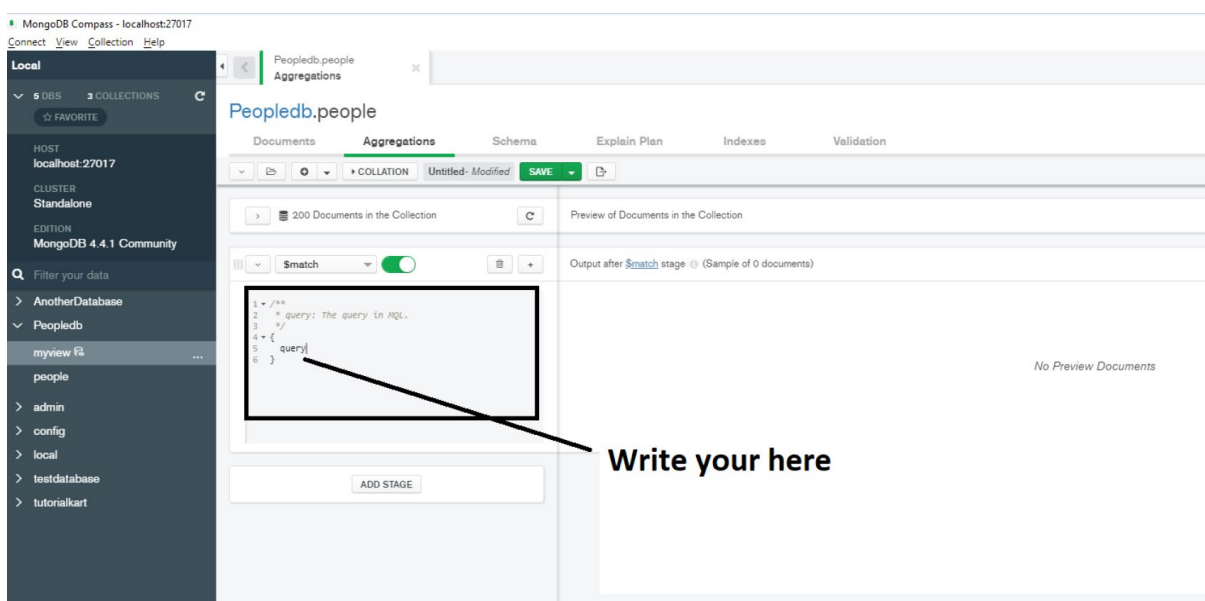 MongoDB Compass - localhost:27017
Connect View Collection Help
Local
5 DBS 3 COLLECTIONS
☆ FAVORITE
HOST
localhost:27017
CLUSTER
Standalone
EDITION
MongoDB 4.4.1 Community
Filter your data
AnotherDatabase
Peopledb
myview
...
people
admin
config
local
testdatabase
tutorialkart
Peopledb.people
Aggregations
Peopledb.people
Documents Aggregations Schema Explain Plan Indexes Validation
COLLATION Untitled- Modified SAVE
200 Documents in the Collection
Preview of Documents in the Collection
$match
Output after $match stage (Sample of 0 documents)
1 /**
2 * query: The query in MQL.
3 */
4 {
5 query
6 }
No Preview Documents
Write your here
ADD STAGE